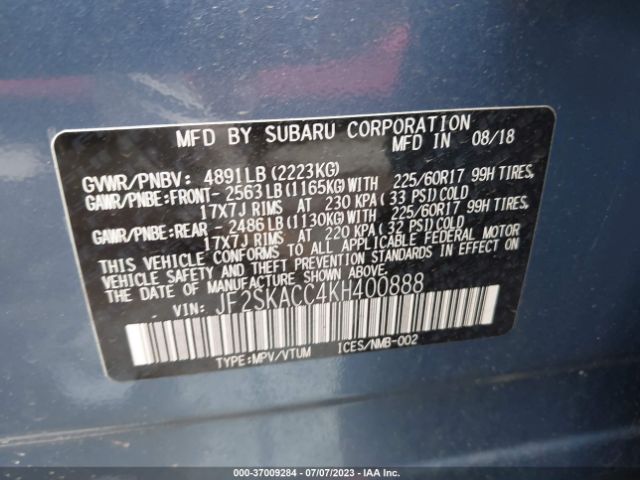 MFD BY SUBARU CORPORATION MFD IN 08/18
GVWR/PNBV: 4891LB(2223KG)
GAWR/PNBE:FRONT- 2563LB(1165KG)WITH 225/60R17 99H TIRES,
17X7J RIMS AT 230 KPA(33 PSI)COLD
GAWR/PNBE:REAR - 2486LB(1130KG)WITH 225/60R17 99H TIRES,
17X7J RIMS AT 220 KPA(32 PSI)COLD
THIS VEHICLE CONFORMS TO ALL APPLICABLE FEDERAL MOTOR
VEHICLE SAFETY AND THEFT PREVENTION STANDARDS IN EFFECT ON
THE DATE OF MANUFACTURE SHOWN ABOVE.
VIN: JF2SKACC4KH400888
TYPE:MPV/VTUM ICES/NMB-002
000-37009284 / 07/07/2023 - IAA Inc.